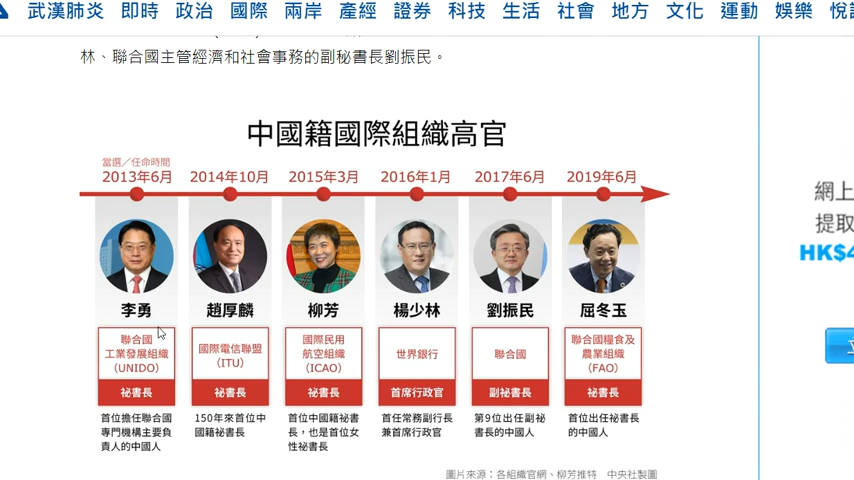 武漢肺炎 即時 政治 國際 兩岸 產經 證券 科技 生活 社會 地方 文化 運動 娛樂
林、聯合國主管經濟和社會事務的副秘書長劉振民。
中國籍國際組織高官
當選／任命時間
2013年6月 2014年10月 2015年3月 2016年1月 2017年6月 2019年6月
李勇 趙厚麟 柳芳 楊少林 劉振民 屈冬玉
聯合國
工業發展組織
(UNIDO)
國際電信聯盟
(ITU)
國際民用
航空組織
(ICAO)
世界銀行
聯合國
聯合國糧食及
農業組織
(FAO)
祕書長 祕書長 祕書長 首席行政官 副祕書長 祕書長
首位擔任聯合國
專門機構主要負
責人的中國人
150年來首位中
國籍祕書長
首位中國籍祕書
長，也是首位女
性祕書長
首任常務副行長
兼首席行政官
第9位出任副祕
書長的中國人
首位出任祕書長
的中國人
圖片來源：各組織官網、柳芳推特 中央社製圖
網上
提取
HK$4